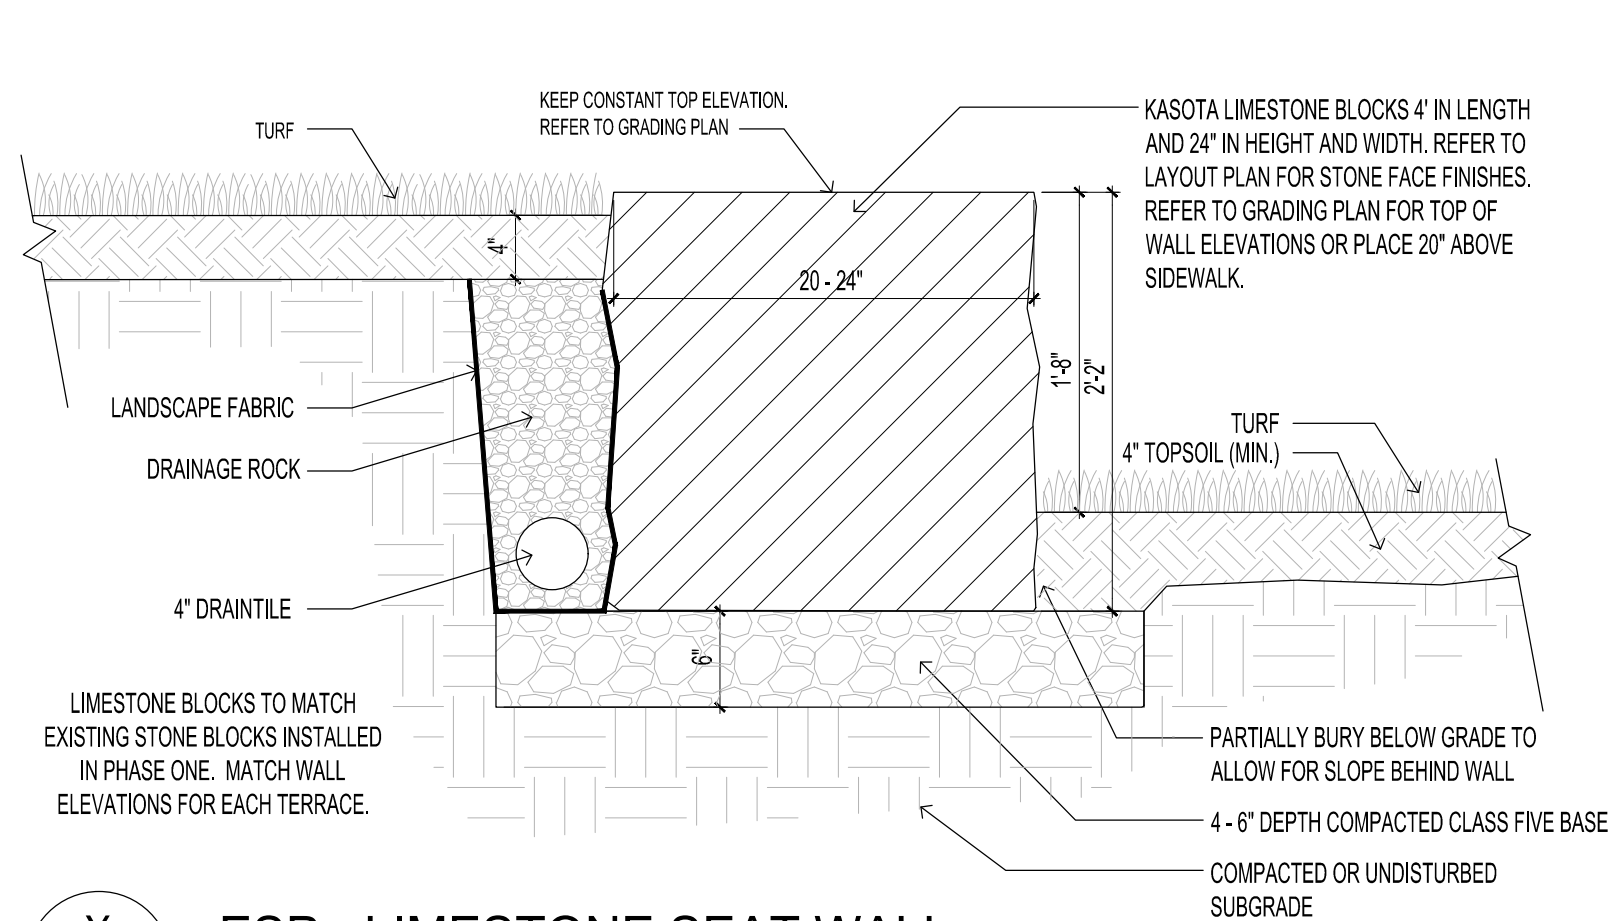 KEEP CONSTANT TOP ELEVATION.
REFER TO GRADING PLAN
TURF
KASOTA LIMESTONE BLOCKS 4' IN LENGTH
AND 24" IN HEIGHT AND WIDTH. REFER TO
LAYOUT PLAN FOR STONE FACE FINISHES.
REFER TO GRADING PLAN FOR TOP OF
WALL ELEVATIONS OR PLACE 20" ABOVE
SIDEWALK.
4"
20 - 24"
1'-8"
2'-2"
LANDSCAPE FABRIC
DRAINAGE ROCK
4" DRAINTILE
TURF
4" TOPSOIL (MIN.)
6"
LIMESTONE BLOCKS TO MATCH
EXISTING STONE BLOCKS INSTALLED
IN PHASE ONE. MATCH WALL
ELEVATIONS FOR EACH TERRACE.
PARTIALLY BURY BELOW GRADE TO
ALLOW FOR SLOPE BEHIND WALL
4 - 6" DEPTH COMPACTED CLASS FIVE BASE
COMPACTED OR UNDISTURBED
SUBGRADE
LIMESTONE SEAT WALL